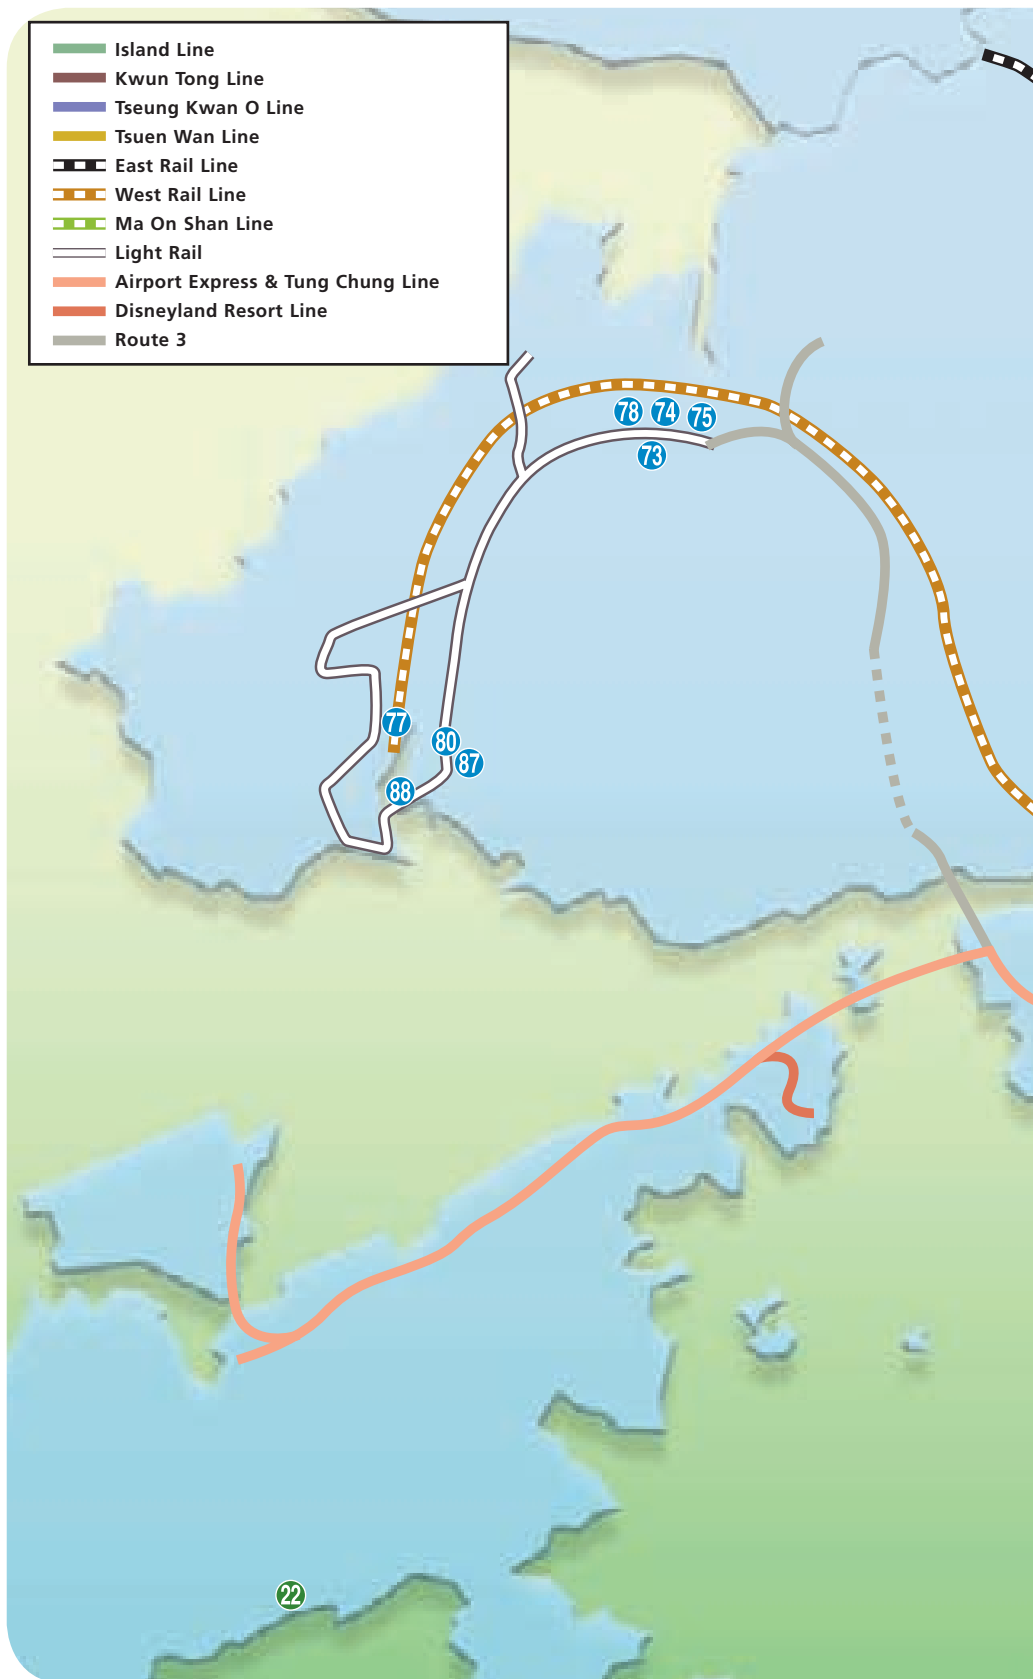 Island Line
Kwun Tong Line
Tseung Kwan O Line
Tsuen Wan Line
East Rail Line
West Rail Line
Ma On Shan Line
Light Rail
Airport Express & Tung Chung Line
Disneyland Resort Line
Route 3
78 74 75
73
77
80
87
88
22